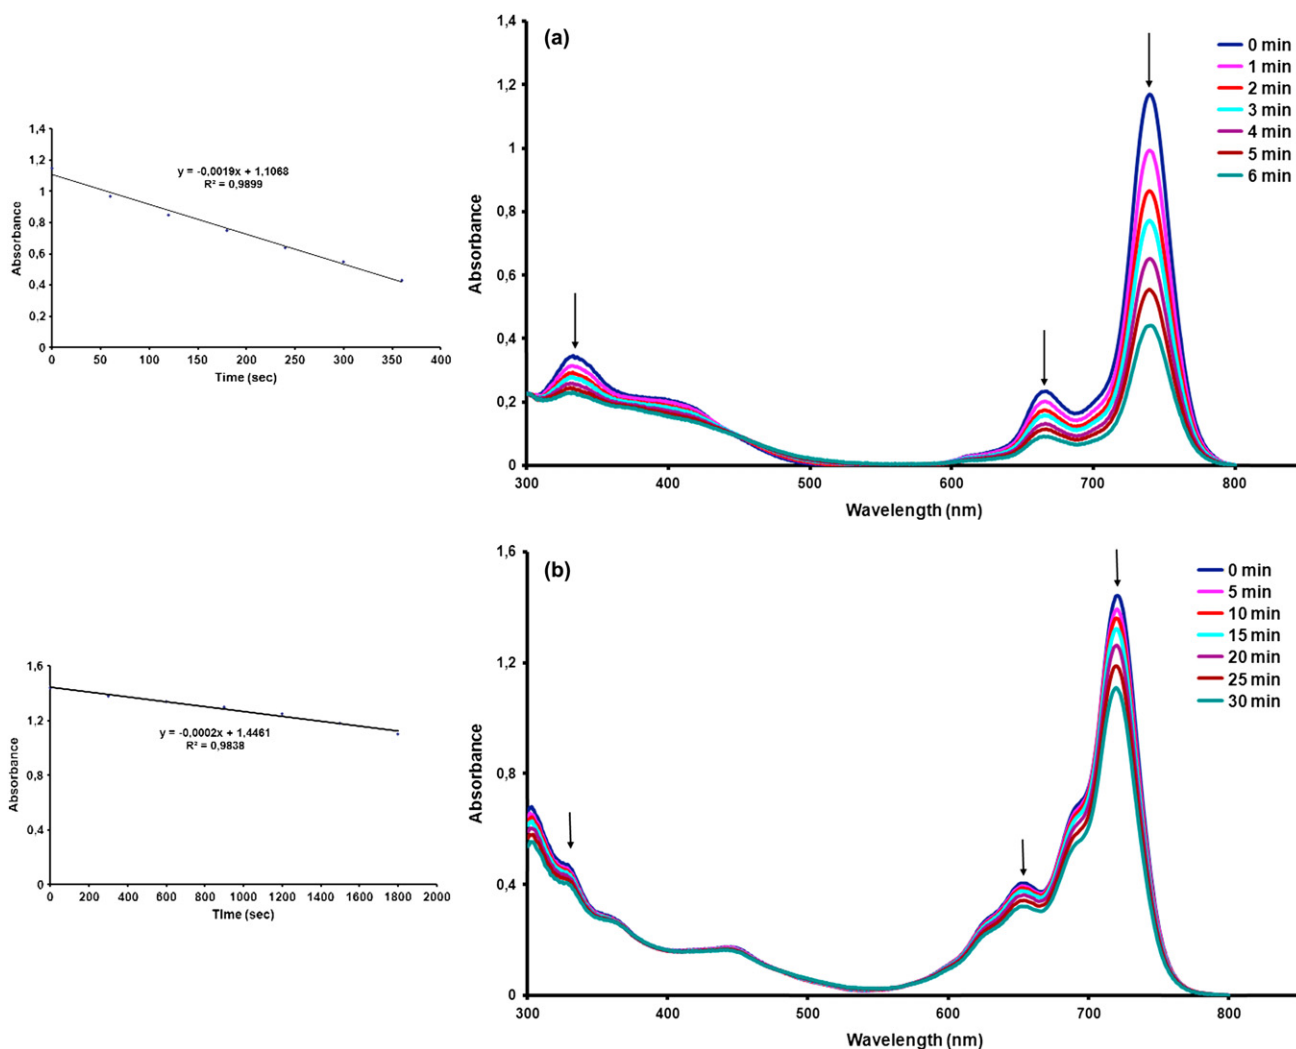 (a)
0 min
1 min
2 min
3 min
4 min
5 min
6 min
1,4
1,2
1
0,8
0,6
0,4
0,2
0
Absorbance
300
400
500
600
700
800
Wavelength (nm)
1,4
1,2
1
0,8
0,6
0,4
0,2
0
Absorbance
y = -0,0019x + 1,1068
R² = 0,9899
0
50
100
150
200
250
300
350
400
Time (sec)
(b)
0 min
5 min
10 min
15 min
20 min
25 min
30 min
1,6
1,2
0,8
0,4
0
Absorbance
300
400
500
600
700
800
Wavelength (nm)
1,6
1,2
0,8
0,4
0
Absorbance
y = -0,0002x + 1,4461
R² = 0,9838
0
200
400
600
800
1000
1200
1400
1600
1800
2000
TIme (sec)